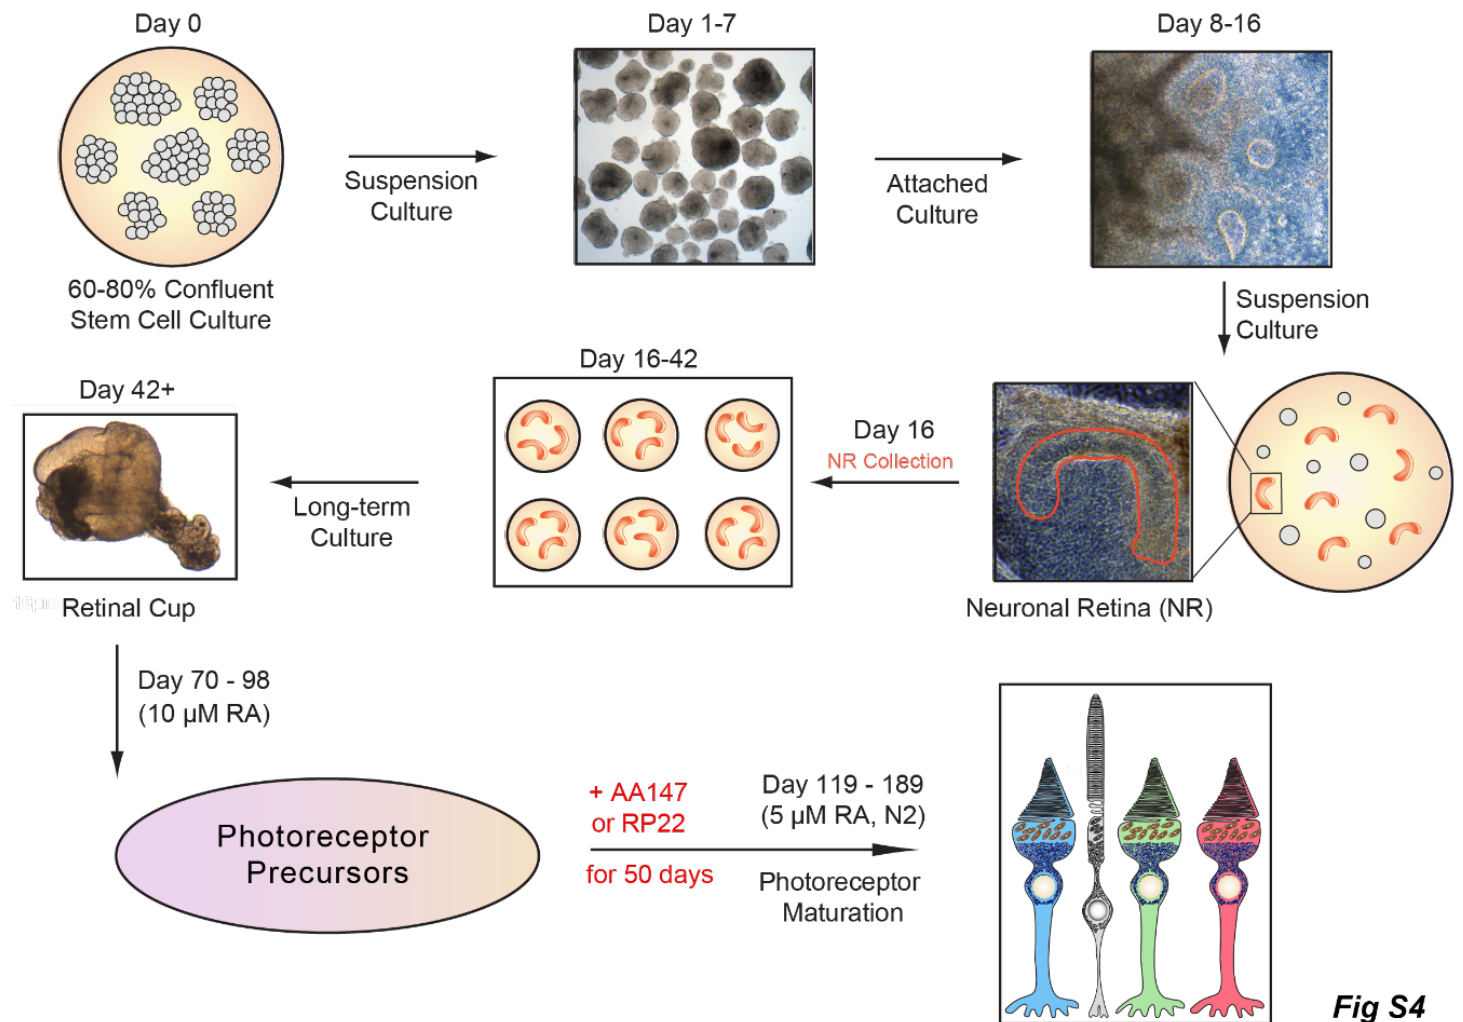 Day 0
Day 1-7
Day 8-16
Suspension
Culture
Attached
Culture
60-80% Confluent
Stem Cell Culture
Suspension
Culture
Day 16-42
Day 42+
Day 16
NR Collection
Long-term
Culture
Retinal Cup
Neuronal Retina (NR)
Day 70 - 98
(10 µM RA)
Photoreceptor
Precursors
+ AA147
or RP22
for 50 days
Day 119 - 189
(5 µM RA, N2)
Photoreceptor
Maturation
Fig S4